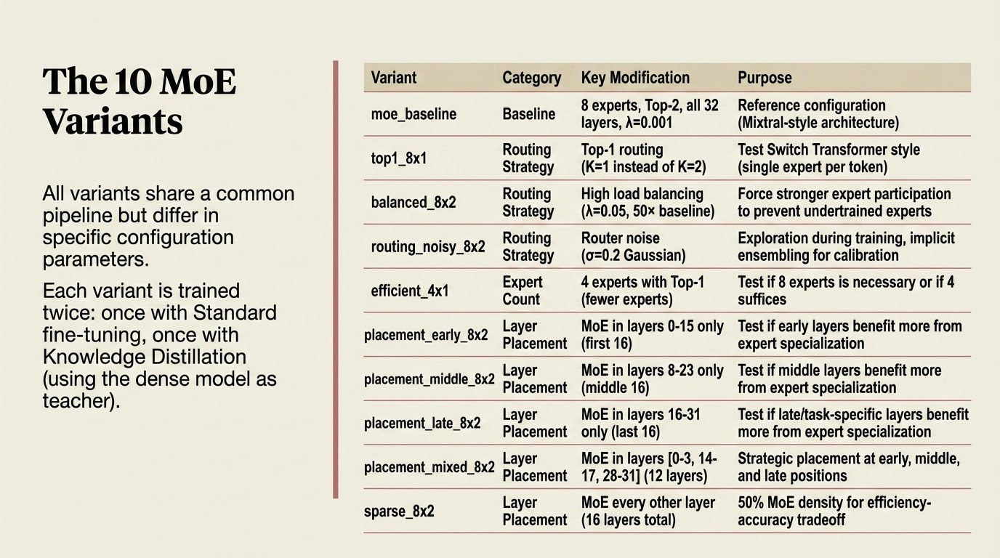 The 10 MoE
Variants
All variants share a common
pipeline but differ in
specific configuration
parameters.
Each variant is trained
twice: once with Standard
fine-tuning, once with
Knowledge Distillation
(using the dense model as
teacher).
Variant Category Key Modification Purpose
moe_baseline Baseline 8 experts, Top-2, all 32 layers, λ=0.001 Reference configuration (Mixtral-style architecture)
top1_8x1 Routing Strategy Top-1 routing (K=1 instead of K=2) Test Switch Transformer style (single expert per token)
balanced_8x2 Routing Strategy High load balancing (λ=0.05, 50× baseline) Force stronger expert participation to prevent undertrained experts
routing_noisy_8x2 Routing Strategy Router noise (σ=0.2 Gaussian) Exploration during training, implicit ensembling for calibration
efficient_4x1 Expert Count 4 experts with Top-1 (fewer experts) Test if 8 experts is necessary or if 4 suffices
placement_early_8x2 Layer Placement MoE in layers 0-15 only (first 16) Test if early layers benefit more from expert specialization
placement_middle_8x2 Layer Placement MoE in layers 8-23 only (middle 16) Test if middle layers benefit more from expert specialization
placement_late_8x2 Layer Placement MoE in layers 16-31 only (last 16) Test if late/task-specific layers benefit more from expert specialization
placement_mixed_8x2 Layer Placement MoE in layers [0-3, 14-17, 28-31] (12 layers) Strategic placement at early, middle, and late positions
sparse_8x2 Layer Placement MoE every other layer (16 layers total) 50% MoE density for efficiency-accuracy tradeoff